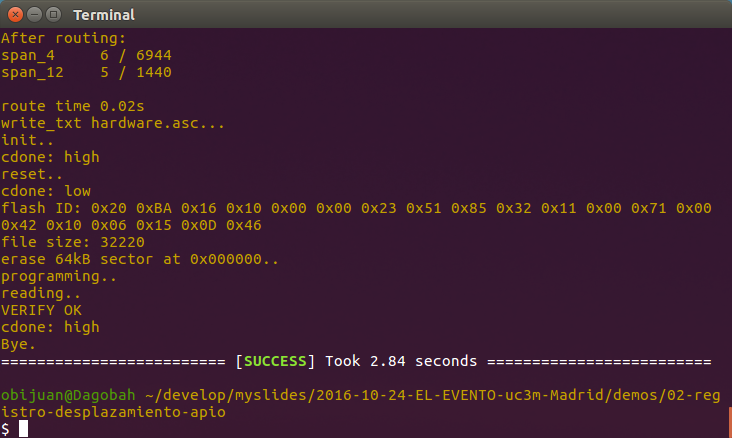 Terminal
After routing:
span_4     6 / 6944
span_12    5 / 1440
route time 0.02s
write_txt hardware.asc...
init..
cdone: high
reset..
cdone: low
flash ID: 0x20 0xBA 0x16 0x10 0x00 0x00 0x23 0x51 0x85 0x32 0x11 0x00 0x71 0x00
0x42 0x10 0x06 0x15 0x0D 0x46
file size: 32220
erase 64kB sector at 0x000000..
programming..
reading..
VERIFY OK
cdone: high
Bye.
========================= [SUCCESS] Took 2.84 seconds =========================
obijuan@Dagobah ~/develop/myslides/2016-10-24-EL-EVENTO-uc3m-Madrid/demos/02-reg
istro-desplazamiento-apio
$